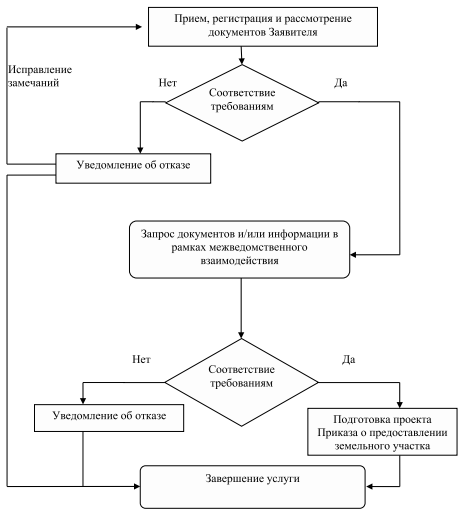 Прием, регистрация и рассмотрение
документов Заявителя
Исправление
замечаний
Нет
Да
Соответствие
требованиям
Уведомление об отказе
Запрос документов и/или информации в
рамках межведомственного
взаимодействия
Нет
Да
Соответствие
требованиям
Уведомление об отказе
Подготовка проекта
Приказа о предоставлении
земельного участка
Завершение услуги